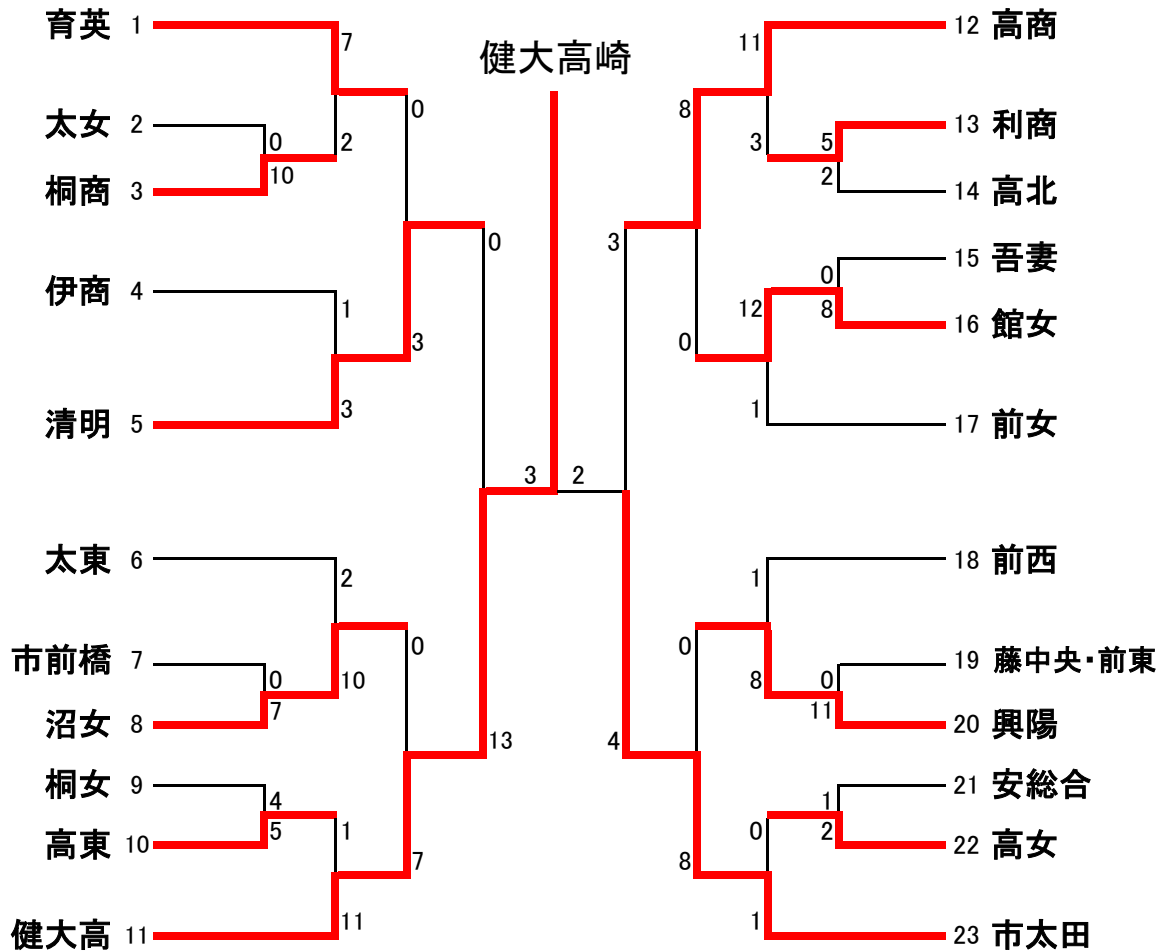 健大高崎
育英 1
太女 2
桐商 3
伊商 4
清明 5
太東 6
市前橋 7
沼女 8
桐女 9
高東 10
健大高 11
7
2
0
10
1
3
0
3
0
2
10
0
7
4
5
1
11
0
7
13
3
2
12 高商
13 利商
14 高北
15 吾妻
16 館女
17 前女
18 前西
19 藤中央・前東
20 興陽
21 安総合
22 高女
23 市太田
11
3
5
2
8
0
8
12
0
1
3
1
8
0
11
0
4
1
2
0
8
1